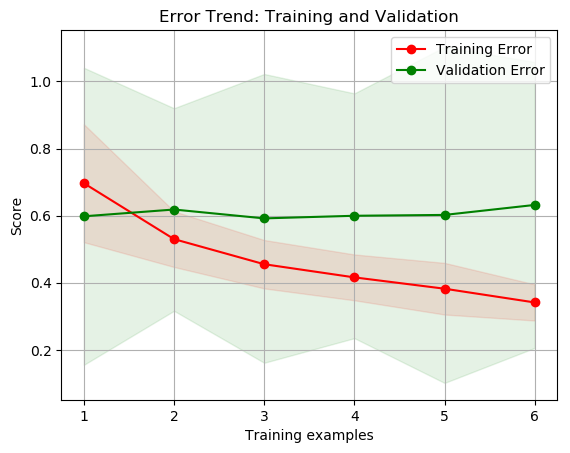 Error Trend: Training and Validation
Training Error
Validation Error
1.0
0.8
0.6
0.4
0.2
Score
1 2 3 4 5 6
Training examples